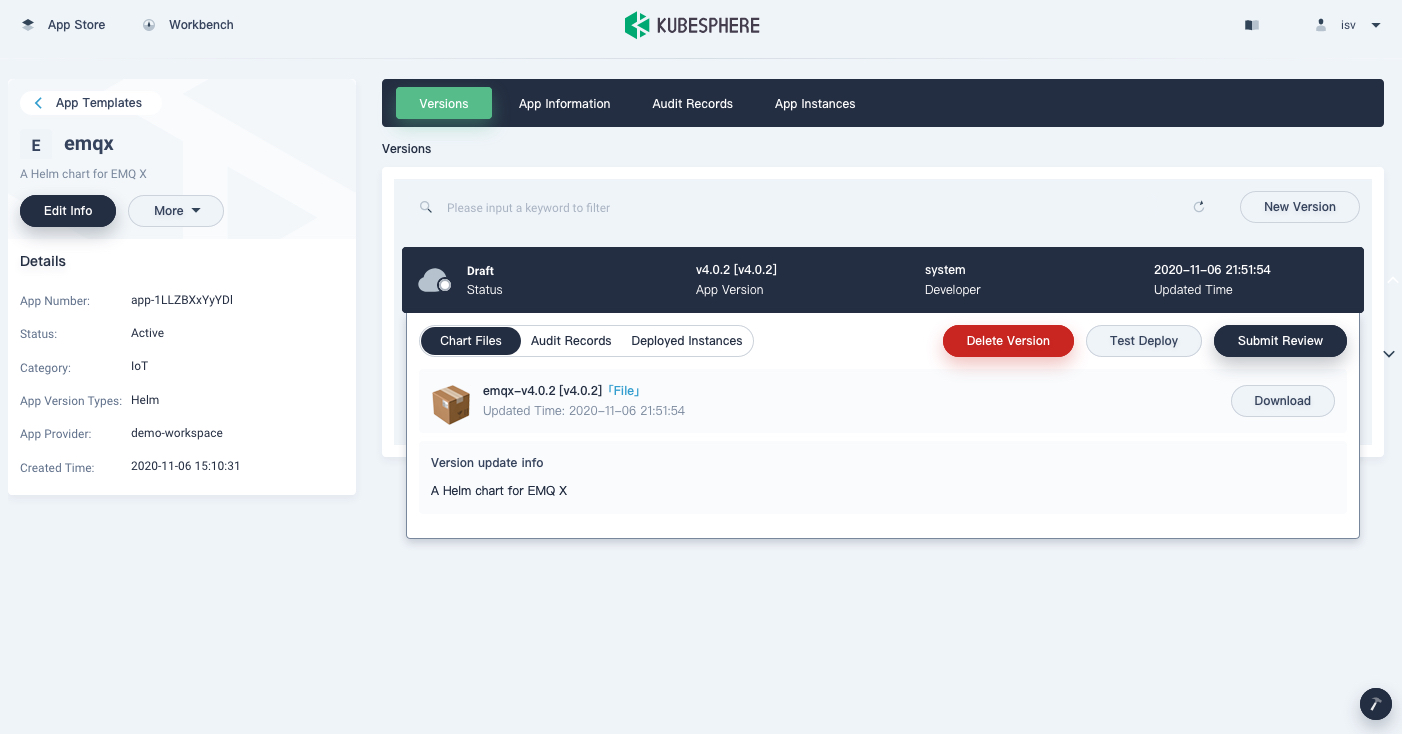 App Store
Workbench
KUBESPHERE
isv
App Templates
E
emqx
A Helm chart for EMQ X
Edit Info
More
Details
App Number: app-1LLZBXxYyYDl
Status: Active
Category: IoT
App Version Types: Helm
App Provider: demo-workspace
Created Time: 2020-11-06 15:10:31
Versions
App Information
Audit Records
App Instances
Versions
Please input a keyword to filter
New Version
Draft
Status
v4.0.2 [v4.0.2]
App Version
system
Developer
2020-11-06 21:51:54
Updated Time
Chart Files
Audit Records
Deployed Instances
Delete Version
Test Deploy
Submit Review
emqx-v4.0.2 [v4.0.2] 「File」
Updated Time: 2020-11-06 21:51:54
Download
Version update info
A Helm chart for EMQ X